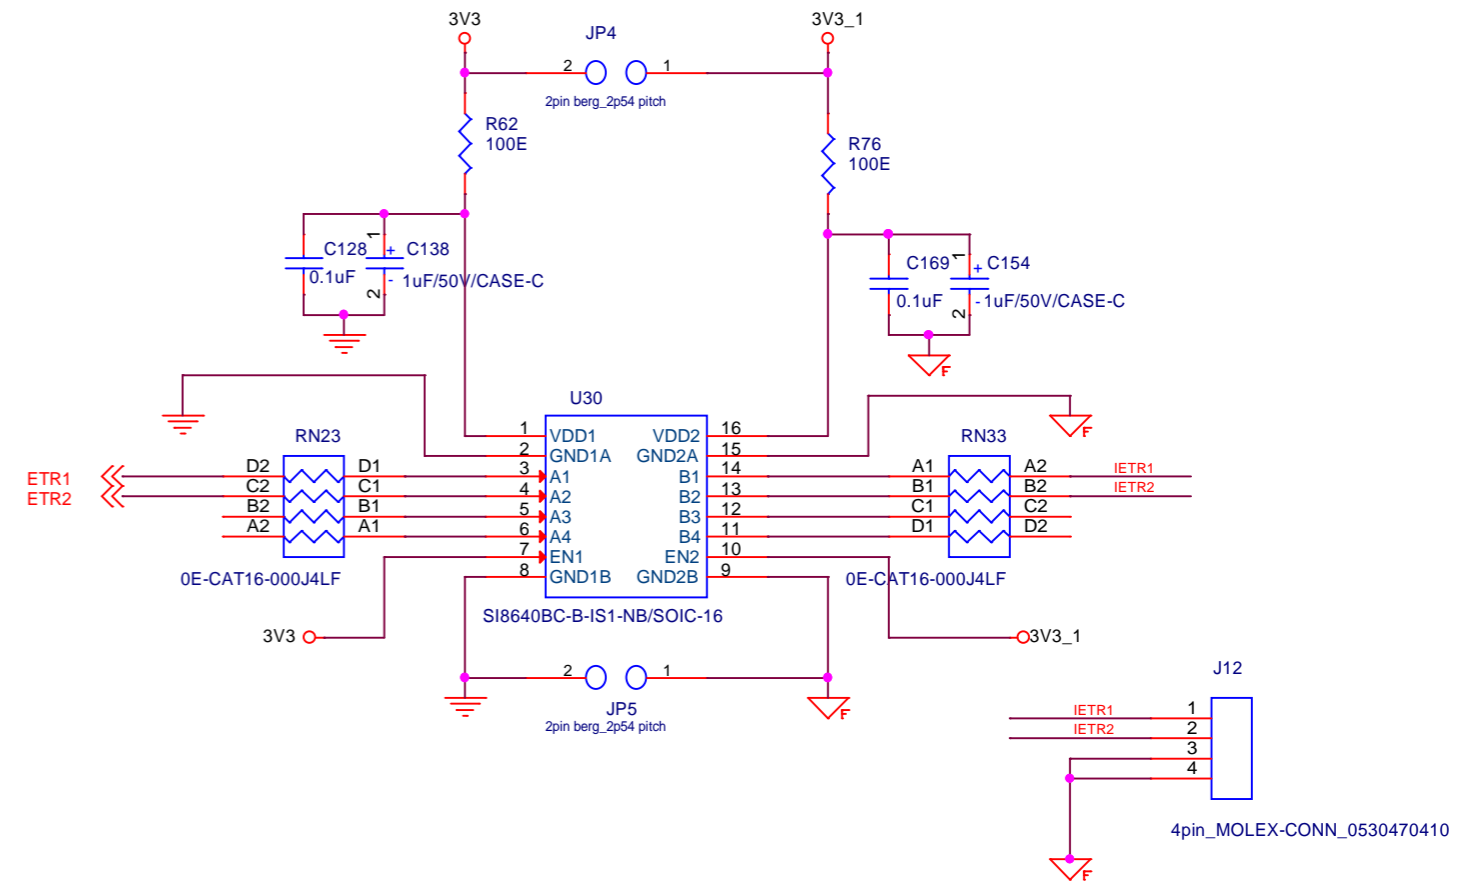 3V3
JP4
3V3_1
2
1
2pin berg_2p54 pitch
R62
100E
R76
100E
1
+
C128
C138
0.1uF
-
1uF/50V/CASE-C
2
1
C169
+
C154
0.1uF
-
1uF/50V/CASE-C
2
F
U30
F
RN23
RN33
1
VDD1
VDD2
16
2
GND1A
GND2A
15
ETR1
D2
D1
3
A1
B1
14
A1
A2
IETR1
ETR2
C2
C1
4
A2
B2
13
B1
B2
IETR2
B2
B1
5
A3
B3
12
C1
C2
A2
A1
6
A4
B4
11
D1
D2
7
EN1
EN2
10
8
GND1B
GND2B
9
0E-CAT16-000J4LF
0E-CAT16-000J4LF
SI8640BC-B-IS1-NB/SOIC-16
3V3
3V3_1
2
1
JP5
2pin berg_2p54 pitch
F
J12
IETR1
1
IETR2
2
3
4
4pin_MOLEX-CONN_0530470410
F